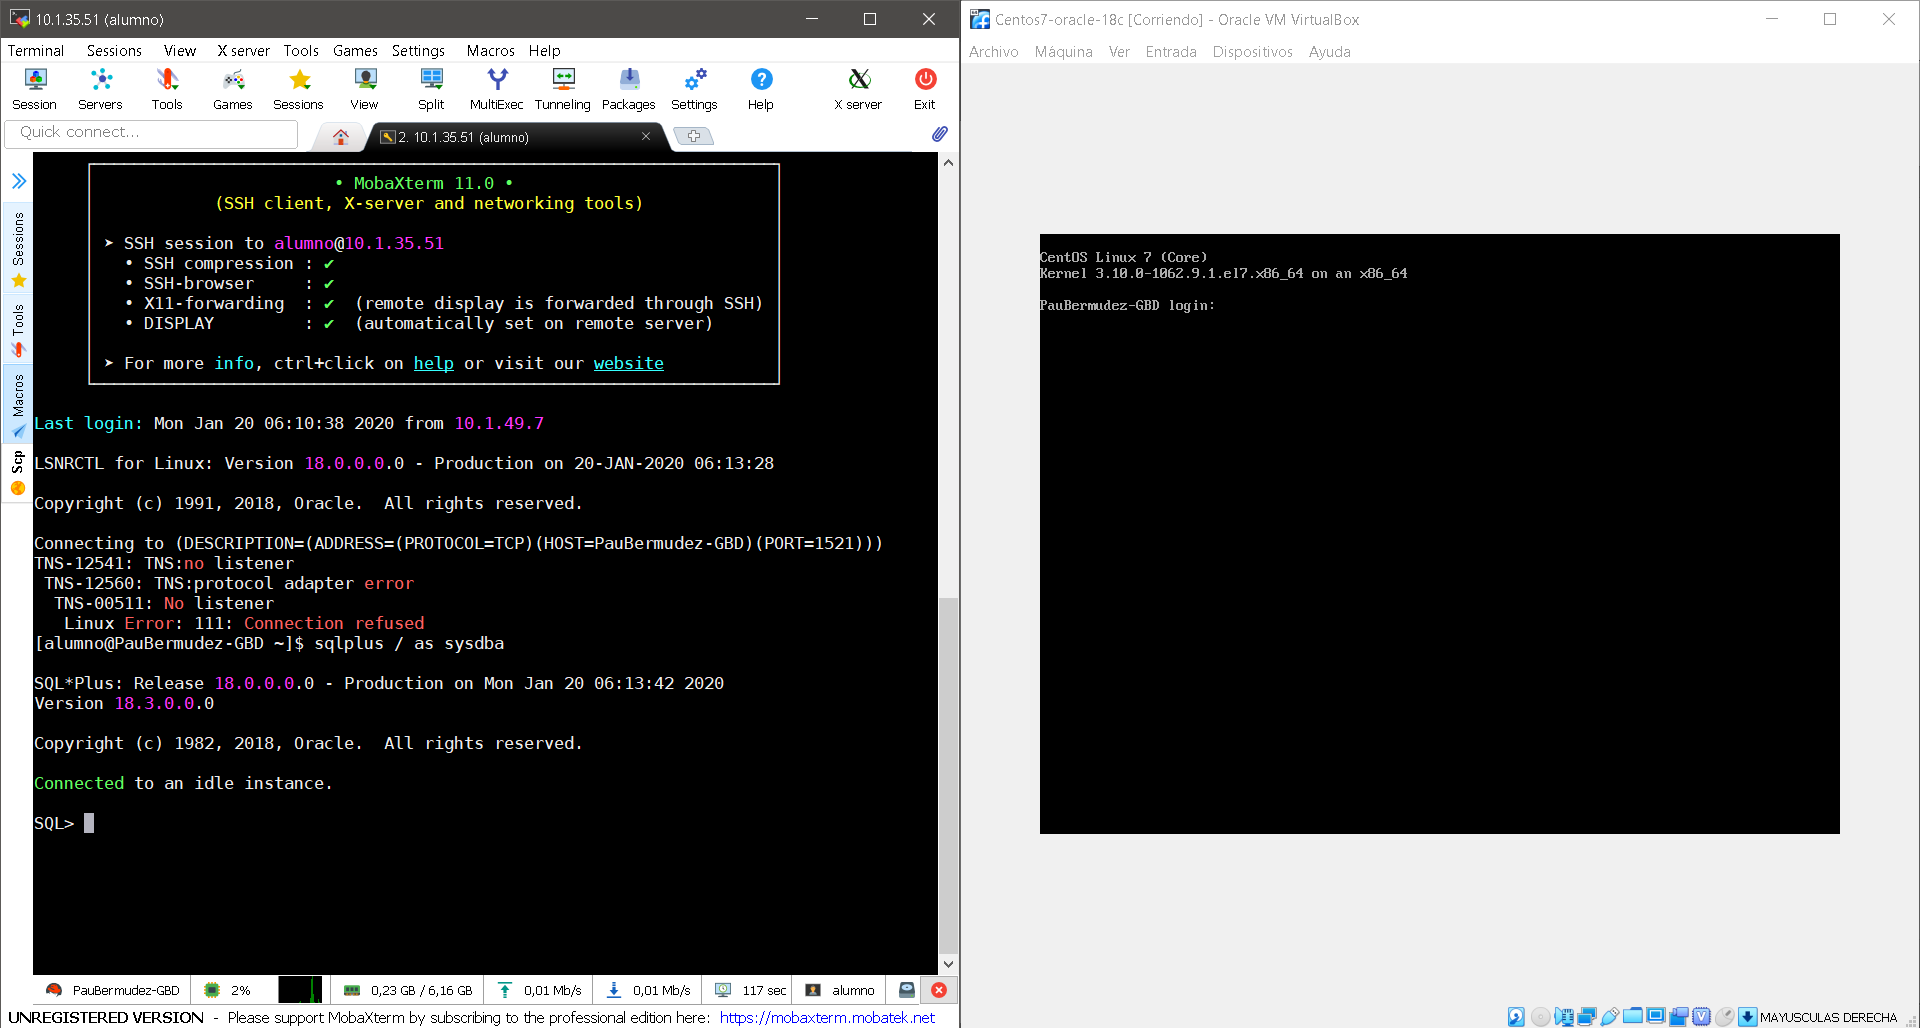 10.1.35.51 (alumno)
Terminal Sessions View X server Tools Games Settings Macros Help
Session Servers Tools Games Sessions View Split MultiExec Tunneling Packages Settings Help X server Exit
Quick connect...
2. 10.1.35.51 (alumno)
Sessions
Tools
Macros
Scp
• MobaXterm 11.0 •
(SSH client, X-server and networking tools)
➤ SSH session to alumno@10.1.35.51
• SSH compression : ✔
• SSH-browser : ✔
• X11-forwarding : ✔ (remote display is forwarded through SSH)
• DISPLAY : ✔ (automatically set on remote server)
➤ For more info, ctrl+click on help or visit our website
Last login: Mon Jan 20 06:10:38 2020 from 10.1.49.7
LSNRCTL for Linux: Version 18.0.0.0.0 - Production on 20-JAN-2020 06:13:28
Copyright (c) 1991, 2018, Oracle.  All rights reserved.
Connecting to (DESCRIPTION=(ADDRESS=(PROTOCOL=TCP)(HOST=PauBermudez-GBD)(PORT=1521)))
TNS-12541: TNS:no listener
TNS-12560: TNS:protocol adapter error
TNS-00511: No listener
Linux Error: 111: Connection refused
[alumno@PauBermudez-GBD ~]$ sqlplus / as sysdba
SQL*Plus: Release 18.0.0.0.0 - Production on Mon Jan 20 06:13:42 2020
Version 18.3.0.0.0
Copyright (c) 1982, 2018, Oracle.  All rights reserved.
Connected to an idle instance.
SQL>
PauBermudez-GBD 2% 0,23 GB / 6,16 GB 0,01 Mb/s 0,01 Mb/s 117 sec alumno
UNREGISTERED VERSION - Please support MobaXterm by subscribing to the professional edition here: https://mobaxterm.mobatek.net
Centos7-oracle-18c [Corriendo] - Oracle VM VirtualBox
Archivo Máquina Ver Entrada Dispositivos Ayuda
CentOS Linux 7 (Core)
Kernel 3.10.0-1062.9.1.el7.x86_64 on an x86_64
PauBermudez-GBD login:
MAYUSCULAS DERECHA